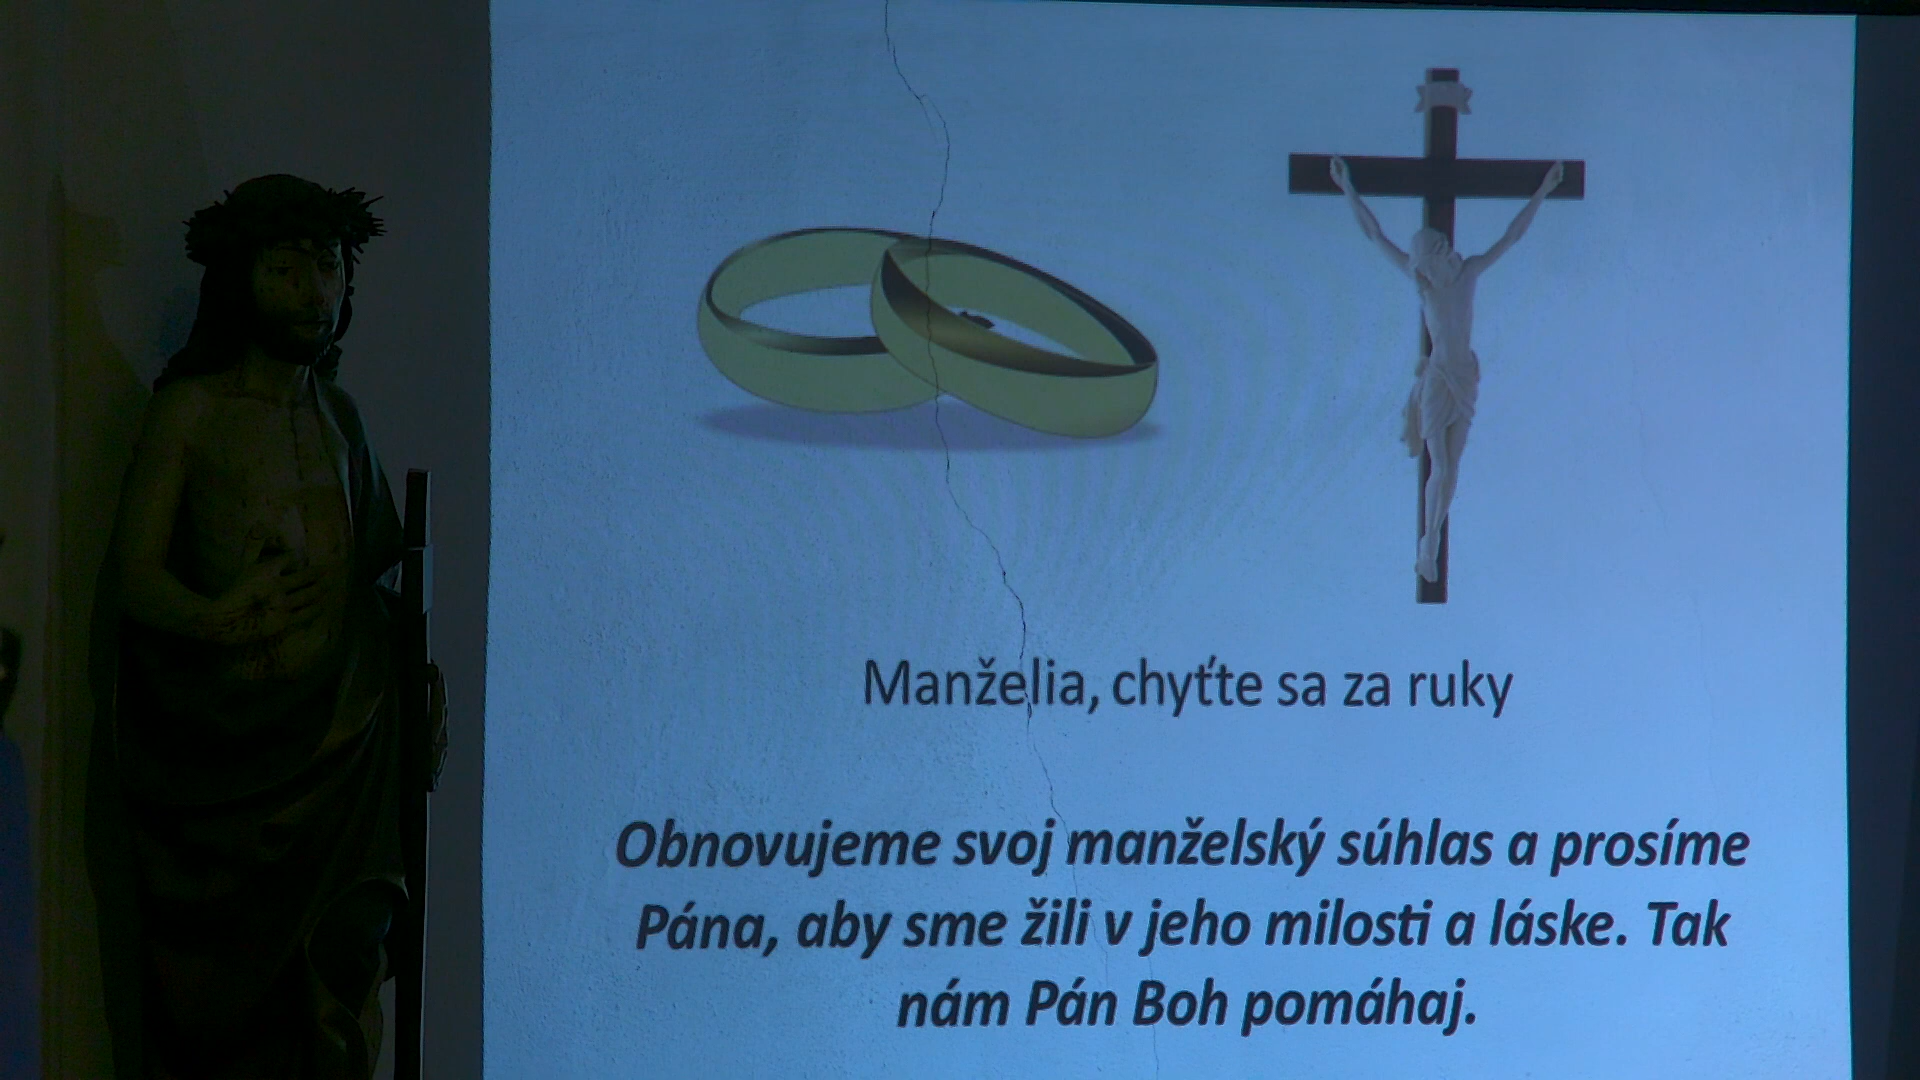 Manželia, chyťte sa za ruky
Obnovujeme svoj manželský súhlas a prosíme
Pána, aby sme žili v jeho milosti a láske. Tak
nám Pán Boh pomáhaj.